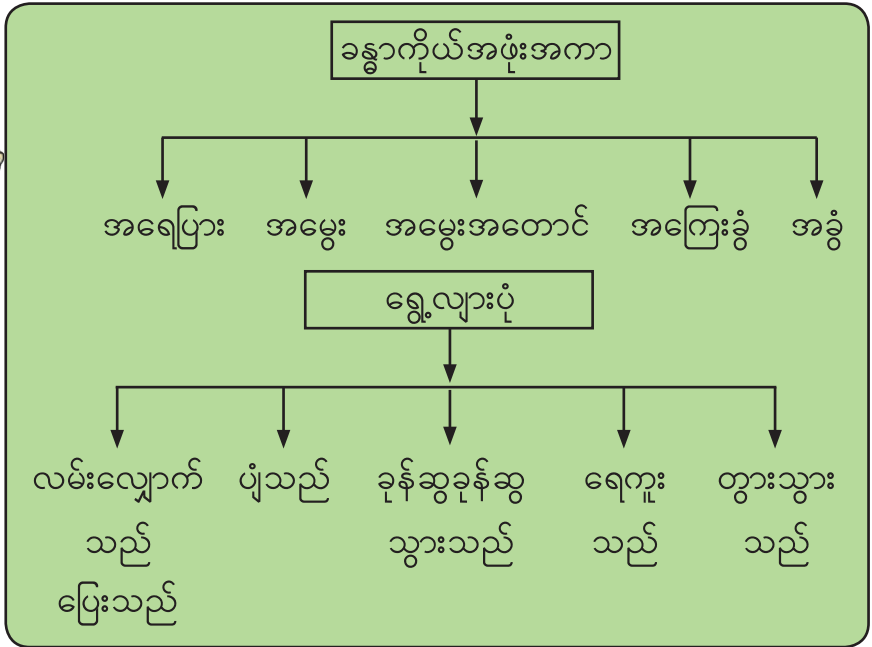 ခန္ဓာကိုယ်အဖုံးအကာ
အရေပြား အမွေး အမွေးအတောင် အကြေးခွံ အခွံ
ရွေ့လျားပုံ
လမ်းလျှောက် ပျံသည် ခုန်ဆွခုန်ဆွ ရေကူး တွားသွား
သည် သွားသည် သည် သည်
ပြေးသည်